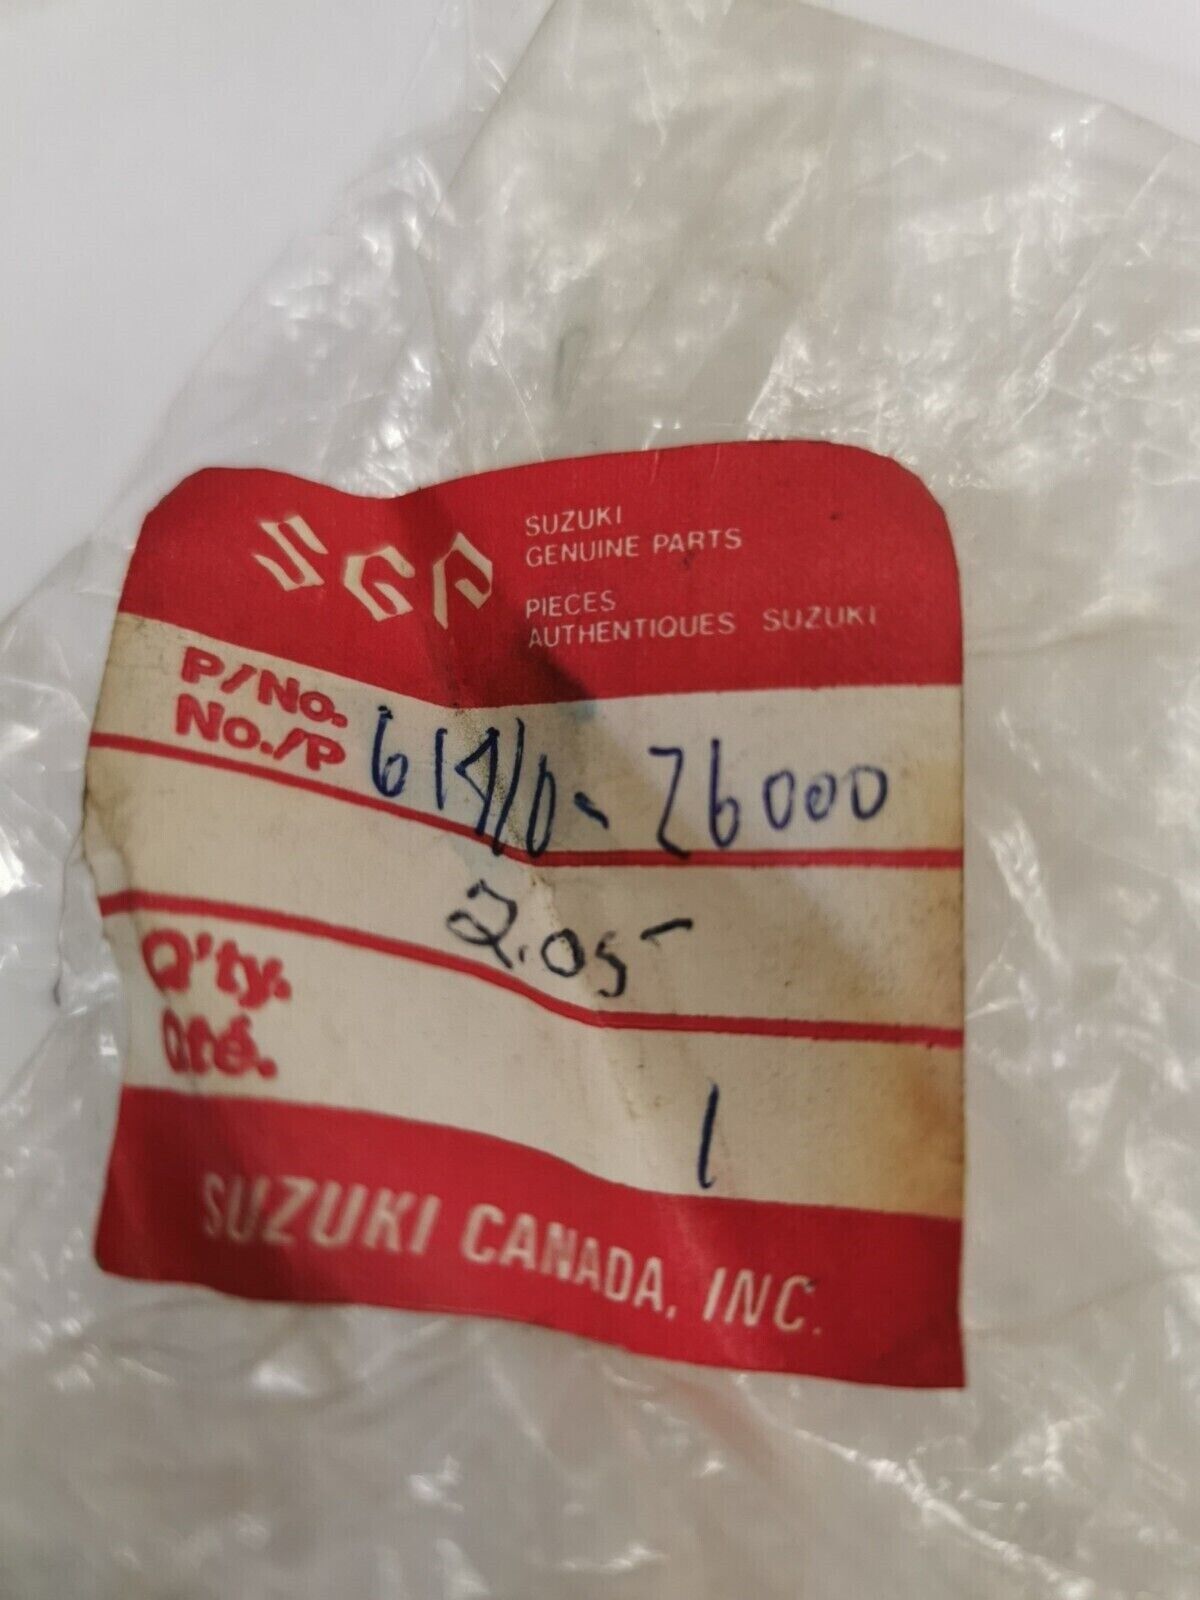 SGP
SUZUKI
GENUINE PARTS
PIECES
AUTHENTIQUES SUZUKI
P/No.
No./P
61410-26000
2.05-
Q'ty.
Qté.
1
SUZUKI CANADA, INC.